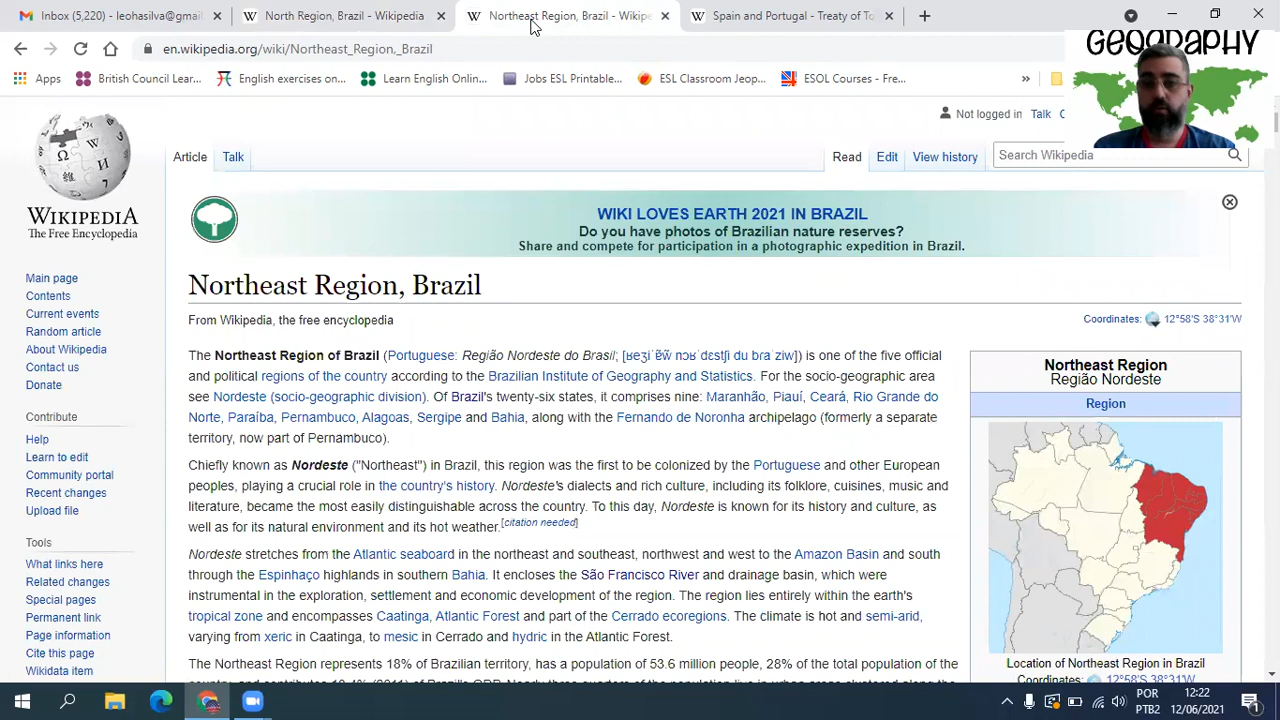 Inbox (5,220) - leohasilva@gmail.
North Region, Brazil - Wikipedia
Northeast Region, Brazil - Wikipe
Spain and Portugal - Treaty of To
en.wikipedia.org/wiki/Northeast_Region,_Brazil
GEOGRAPHY
Apps
British Council Lear...
English exercises on...
Learn English Onlin...
Jobs ESL Printable...
ESL Classroom Jeop...
ESOL Courses - Fre...
»
Not logged in Talk C
WIKIPEDIA
The Free Encyclopedia
Article Talk
Read Edit View history
Search Wikipedia
WIKI LOVES EARTH 2021 IN BRAZIL
Do you have photos of Brazilian nature reserves?
Share and compete for participation in a photographic expedition in Brazil.
Main page
Contents
Current events
Random article
About Wikipedia
Contact us
Donate
Contribute
Help
Learn to edit
Community portal
Recent changes
Upload file
Tools
What links here
Related changes
Special pages
Permanent link
Page information
Cite this page
Wikidata item
Northeast Region, Brazil
From Wikipedia, the free encyclopedia
Coordinates: 12°58′S 38°31′W
The Northeast Region of Brazil (Portuguese: Região Nordeste do Brasil; [ʁeʒiˈɐ̃w̃ nɔʁˈdɛstʃi du bɾaˈziw]) is one of the five official
and political regions of the country according to the Brazilian Institute of Geography and Statistics. For the socio-geographic area
see Nordeste (socio-geographic division). Of Brazil's twenty-six states, it comprises nine: Maranhão, Piauí, Ceará, Rio Grande do
Norte, Paraíba, Pernambuco, Alagoas, Sergipe and Bahia, along with the Fernando de Noronha archipelago (formerly a separate
territory, now part of Pernambuco).
Chiefly known as Nordeste ("Northeast") in Brazil, this region was the first to be colonized by the Portuguese and other European
peoples, playing a crucial role in the country's history. Nordeste's dialects and rich culture, including its folklore, cuisines, music and
literature, became the most easily distinguishable across the country. To this day, Nordeste is known for its history and culture, as
well as for its natural environment and its hot weather.[citation needed]
Nordeste stretches from the Atlantic seaboard in the northeast and southeast, northwest and west to the Amazon Basin and south
through the Espinhaço highlands in southern Bahia. It encloses the São Francisco River and drainage basin, which were
instrumental in the exploration, settlement and economic development of the region. The region lies entirely within the earth's
tropical zone and encompasses Caatinga, Atlantic Forest and part of the Cerrado ecoregions. The climate is hot and semi-arid,
varying from xeric in Caatinga, to mesic in Cerrado and hydric in the Atlantic Forest.
The Northeast Region represents 18% of Brazilian territory, has a population of 53.6 million people, 28% of the total population of the
Northeast Region
Região Nordeste
Region
Location of Northeast Region in Brazil
Coordinates: 12°58′S 38°31′W
POR
PTB2
12:22
12/06/2021
1